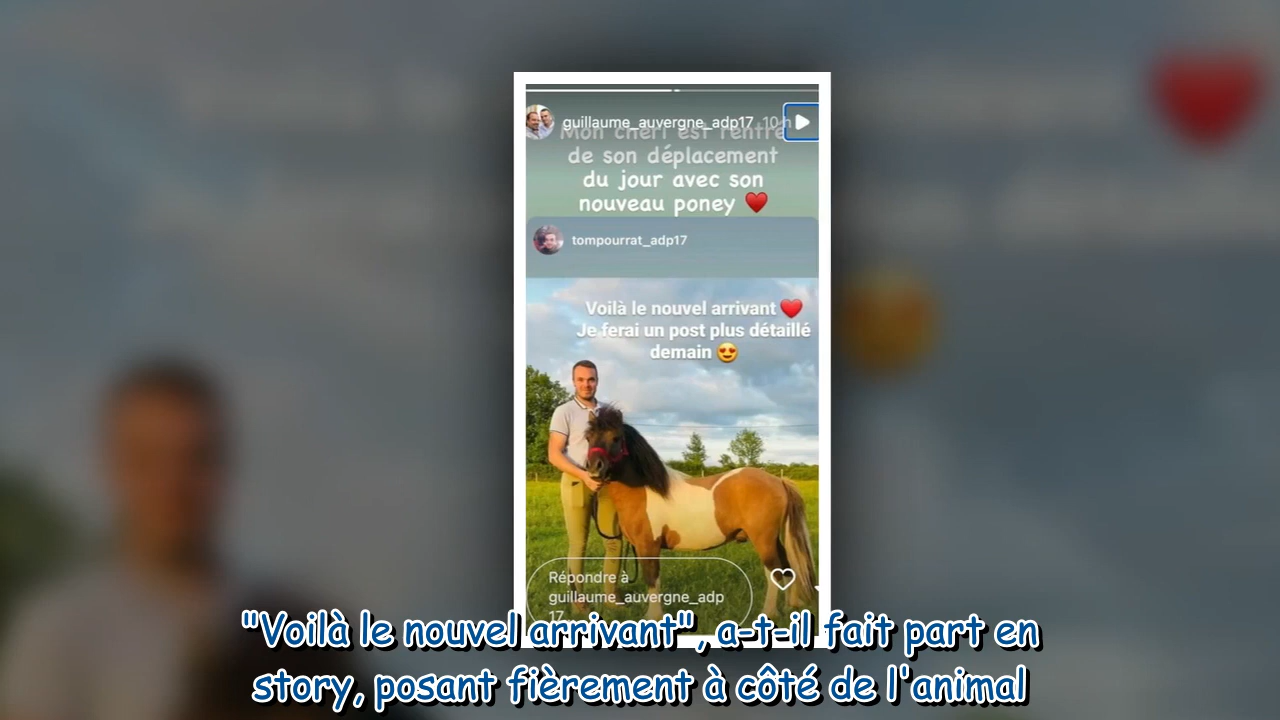 guillaume_auvergne_adp17 10 h
Mon chéri est rentré
de son déplacement
du jour avec son
nouveau poney ❤️
tompourrat_adp17
Voilà le nouvel arrivant ❤️
Je ferai un post plus détaillé
demain 😍
Répondre à
guillaume_auvergne_adp
17
"Voilà le nouvel arrivant", a-t-il fait part en
story, posant fièrement à côté de l'animal